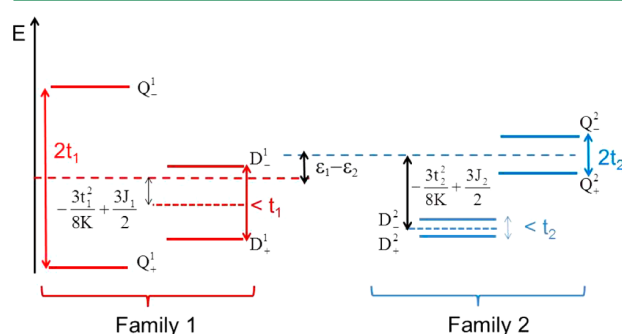 E
Q₋¹
2t₁
D₋¹
ε₁−ε₂
−3t₁²/8K + 3J₁/2
< t₁
D₊¹
Q₊¹
Family 1
Q₋²
2t₂
Q₊²
−3t₂²/8K + 3J₂/2
D₋²
D₊²
< t₂
Family 2